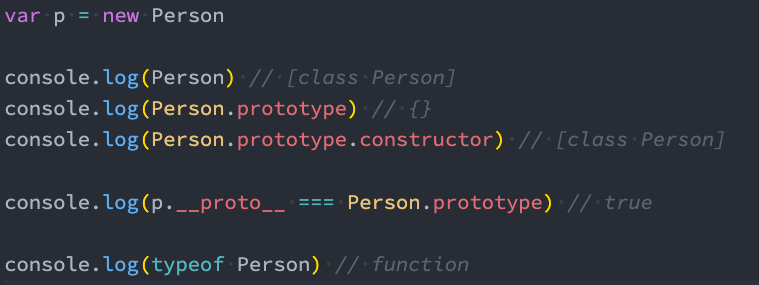 var p = new Person
console.log(Person) // [class Person]
console.log(Person.prototype) // {}
console.log(Person.prototype.constructor) // [class Person]
console.log(p.__proto__ === Person.prototype) // true
console.log(typeof Person) // function